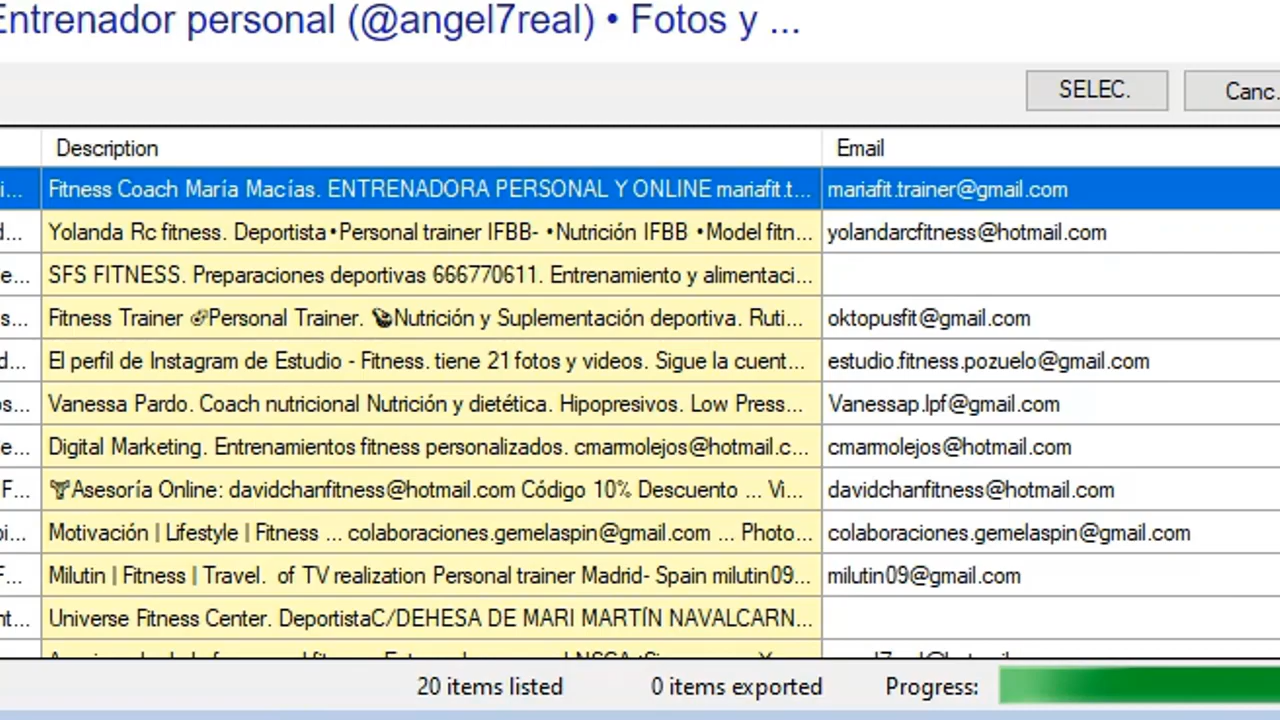 Entrenador personal (@angel7real) • Fotos y ...
SELEC. Canc.
Description Email
i... Fitness Coach María Macías. ENTRENADORA PERSONAL Y ONLINE mariafit.t... mariafit.trainer@gmail.com
d... Yolanda Rc fitness. Deportista•Personal trainer IFBB- •Nutrición IFBB •Model fitn... yolandarcfitness@hotmail.com
e... SFS FITNESS. Preparaciones deportivas 666770611. Entrenamiento y alimentaci...
s... Fitness Trainer Personal Trainer. Nutrición y Suplementación deportiva. Ruti... oktopusfit@gmail.com
d... El perfil de Instagram de Estudio - Fitness. tiene 21 fotos y videos. Sigue la cuent... estudio.fitness.pozuelo@gmail.com
os... Vanessa Pardo. Coach nutricional Nutrición y dietética. Hipopresivos. Low Press... Vanessap.lpf@gmail.com
e... Digital Marketing. Entrenamientos fitness personalizados. cmarmolejos@hotmail.c... cmarmolejos@hotmail.com
F... Asesoría Online: davidchanfitness@hotmail.com Código 10% Descuento ... Vi... davidchanfitness@hotmail.com
pi... Motivación | Lifestyle | Fitness ... colaboraciones.gemelaspin@gmail.com ... Photo... colaboraciones.gemelaspin@gmail.com
F... Milutin | Fitness | Travel. of TV realization Personal trainer Madrid- Spain milutin09... milutin09@gmail.com
nt... Universe Fitness Center. DeportistaC/DEHESA DE MARI MARTÍN NAVALCARN...
20 items listed 0 items exported Progress: